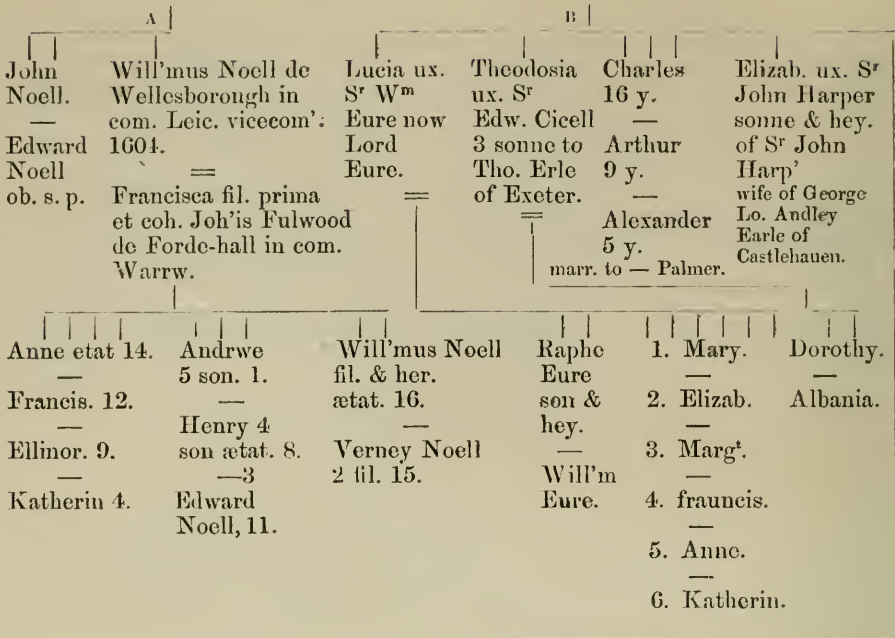 A
B
John
Noell.
—
Edward
Noell
ob. s. p.
Will'mus Noell de
Wellesborough in
com. Leic. vicecom':
1604.
=
Francisca fil. prima
et coh. Joh'is Fulwood
de Forde-hall in com.
Warrw.
Lucia ux.
Sʳ Wᵐ
Eure now
Lord
Eure.
=
Theodosia
ux. Sʳ
Edw. Cicell
3 sonne to
Tho. Erle
of Exeter.
=
Charles
16 y.
—
Arthur
9 y.
—
Alexander
5 y.
marr. to — Palmer.
Elizab. ux. Sʳ
John Harper
sonne & hey.
of Sʳ John
Harp'
wife of George
Lo. Andley
Earle of
Castlehauen.
Anne etat 14.
—
Francis. 12.
—
Ellinor. 9.
—
Katherin 4.
Andrwe
5 son. 1.
—
Henry 4
son ætat. 8.
—3
Edward
Noell, 11.
Will'mus Noell
fil. & her.
ætat. 16.
—
Verney Noell
2 fil. 15.
Raphe
Eure
son &
hey.
—
Will'm
Eure.
1. Mary.
—
2. Elizab.
—
3. Margᵗ.
—
4. frauncis.
—
5. Anne.
—
6. Katherin.
Dorothy.
—
Albania.